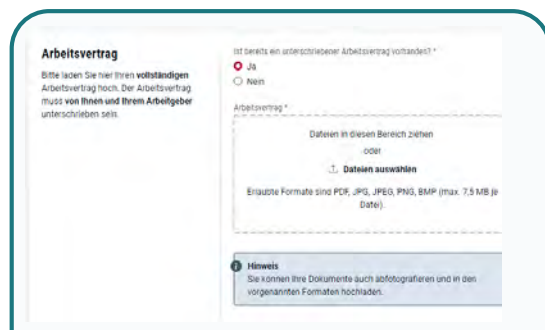 Arbeitsvertrag
Bitte laden Sie hier Ihren vollständigen
Arbeitsvertrag hoch. Der Arbeitsvertrag
muss von Ihnen und Ihrem Arbeitgeber
unterschrieben sein.
Ist bereits ein unterschriebener Arbeitsvertrag vorhanden? *
Ja
Nein
Arbeitsvertrag *
Dateien in diesen Bereich ziehen
oder
Dateien auswählen
Erlaubte Formate sind PDF, JPG, JPEG, PNG, BMP (max. 7,5 MB je
Datei).
Hinweis
Sie können Ihre Dokumente auch abfotografieren und in den
vorgenannten Formaten hochladen.